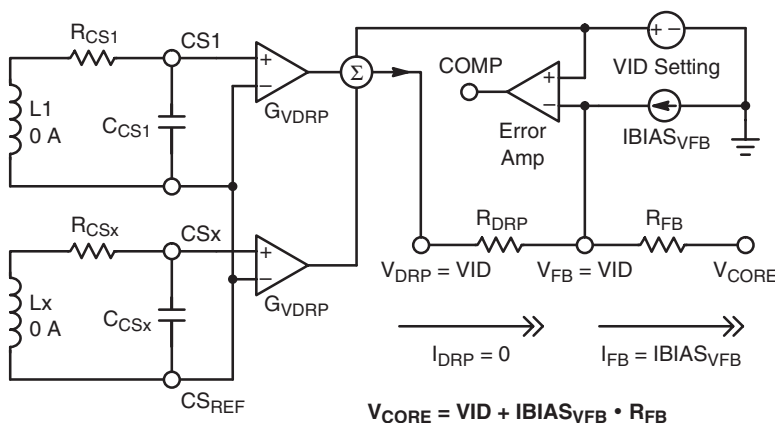 R_CS1
CS1
+
−
G_VDRP
Σ
L1
0 A
C_CS1
COMP
+
−
Error
Amp
+ −
VID Setting
IBIAS_VFB
R_CSx
CSx
+
−
G_VDRP
Lx
0 A
C_CSx
CS_REF
R_DRP
R_FB
V_DRP = VID
V_FB = VID
V_CORE
I_DRP = 0
I_FB = IBIAS_VFB
V_CORE = VID + IBIAS_VFB • R_FB